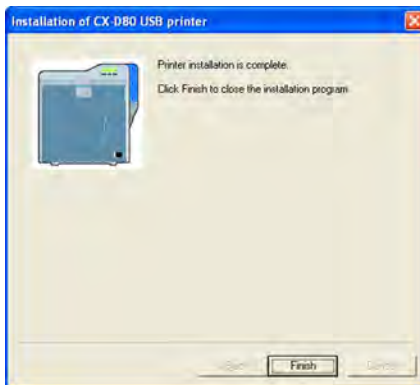 Installation of CX-D80 USB printer
Printer installation is complete.
Click Finish to close the installation program
Finish